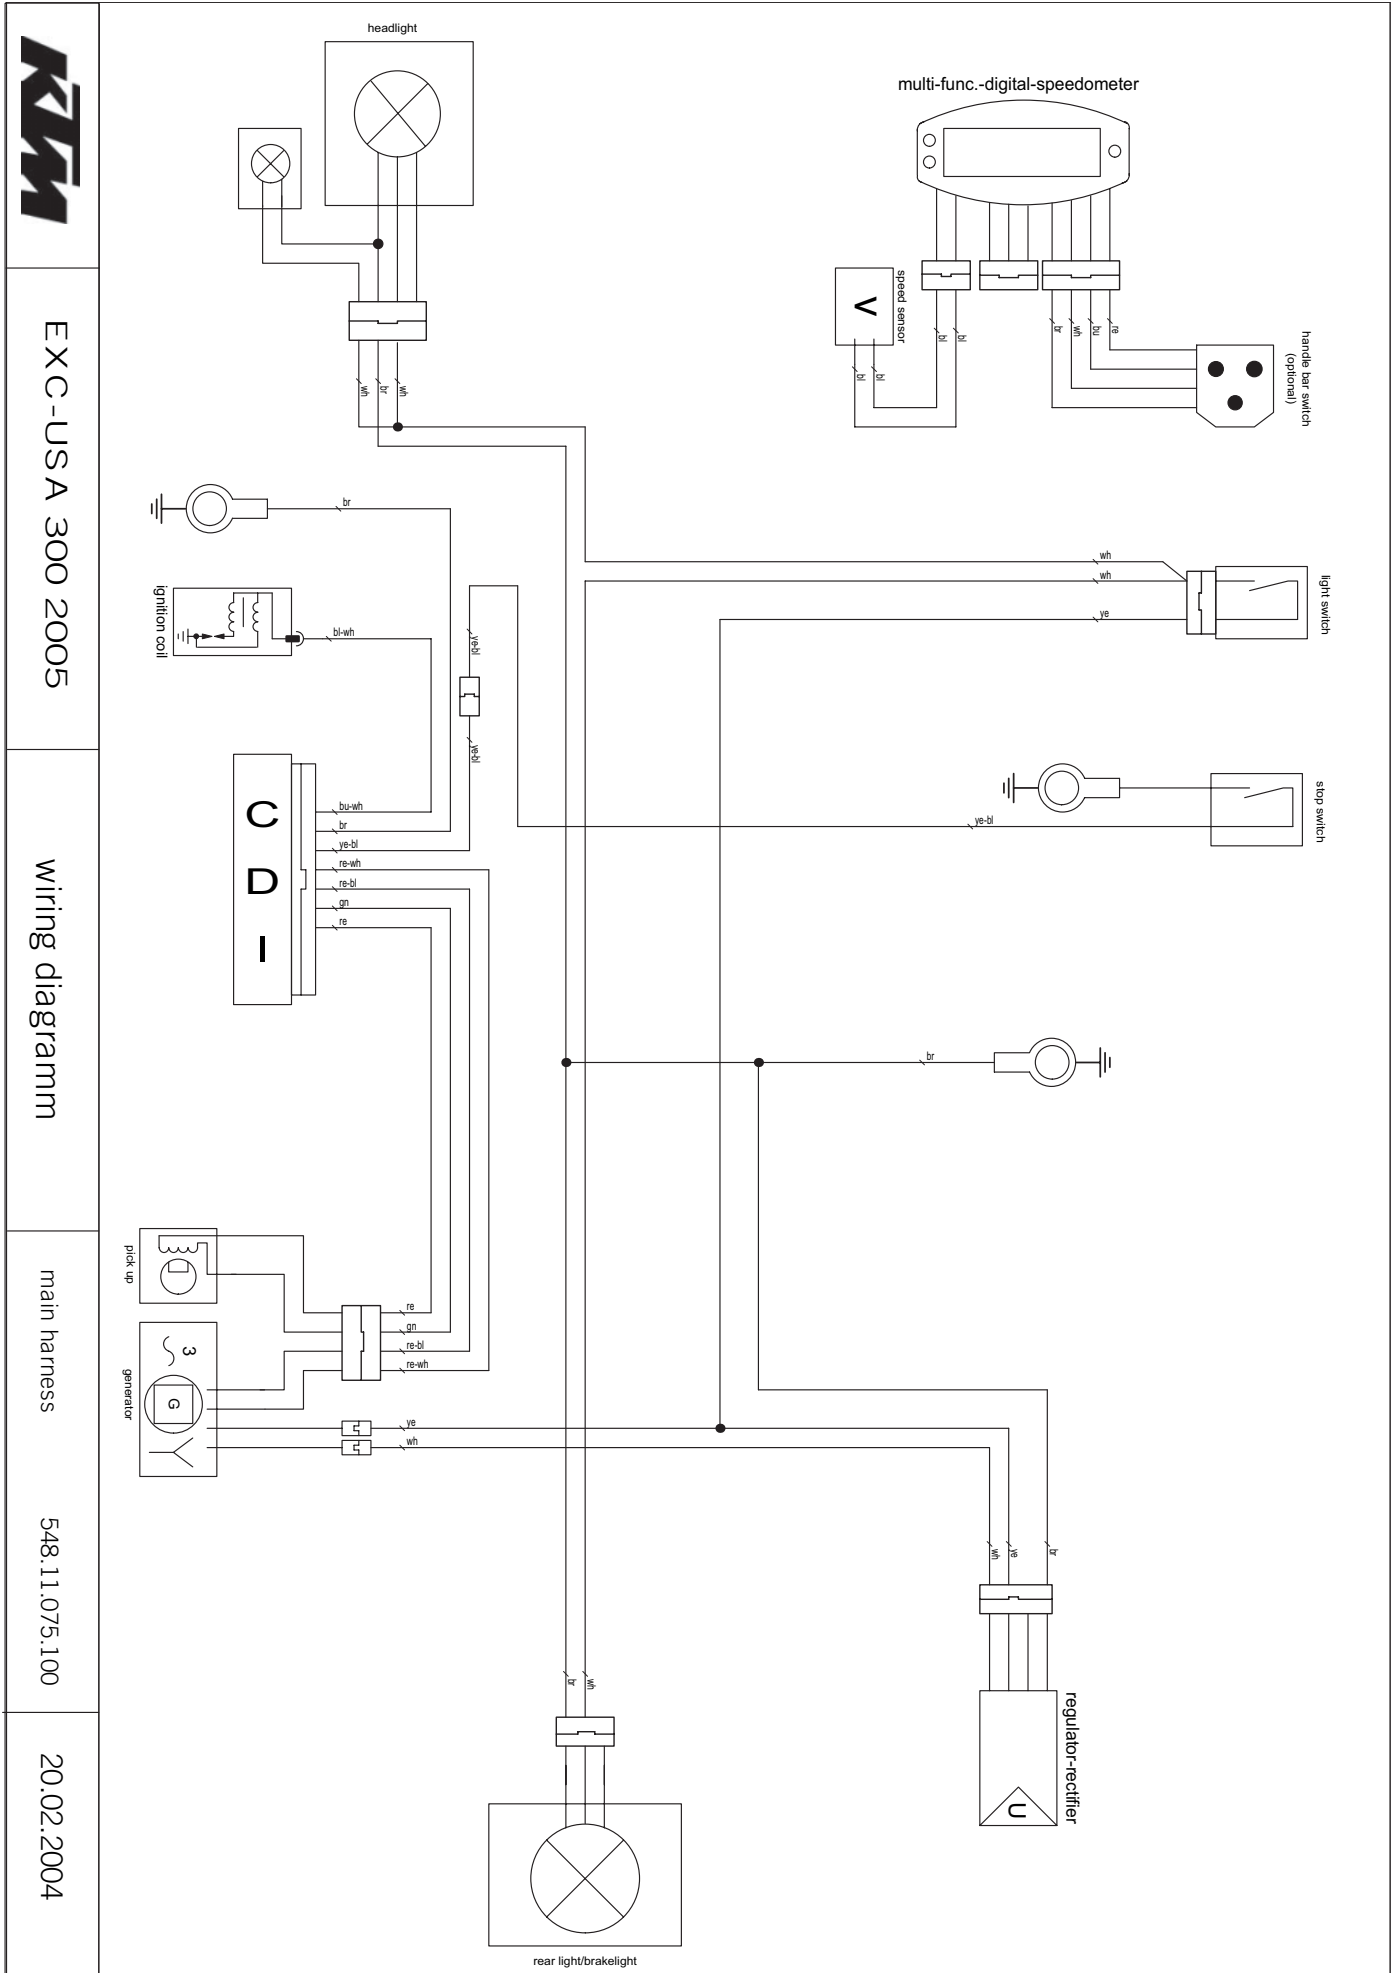 headlight
multi-func.-digital-speedometer
KTM
V
speed sensor
br
wh
bu
re
bl
bl
bl
bl
handle bar switch
(optional)
wh
br
wh
EXC-USA 300 2005
br
wh
wh
ye
light switch
ignition coil
bl-wh
ye-bl
ye-bl
stop switch
ye-bl
C
D
I
bu-wh
br
ye-bl
re-wh
re-bl
gn
re
wiring diagramm
br
pick up
re
gn
re-bl
re-wh
3
G
generator
ye
wh
main harness
548.11.075.100
wh
ye
br
br
wh
regulator-rectifier
U
20.02.2004
rear light/brakelight